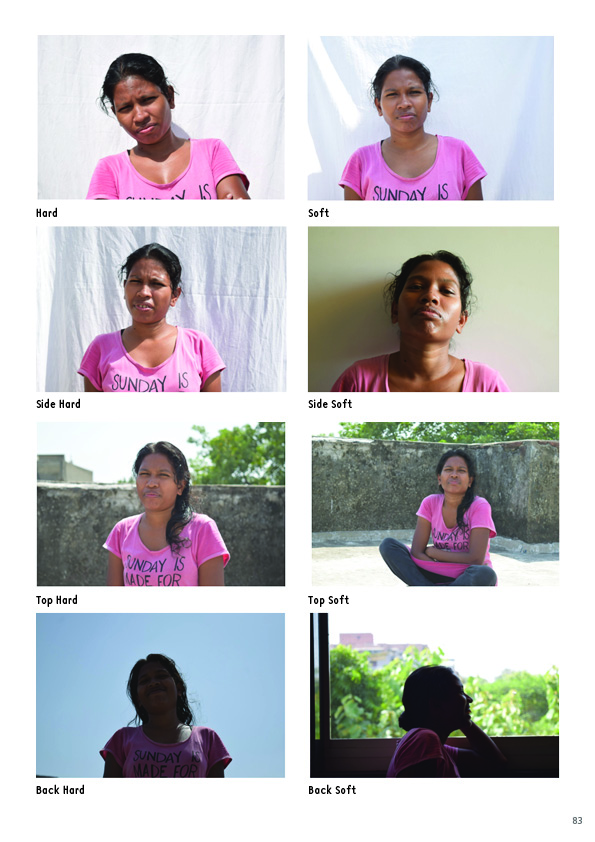 SUNDAY IS
SUNDAY IS
Hard
Soft
SUNDAY IS
Side Hard
Side Soft
SUNDAY IS
MADE FOR
SUNDAY IS
MADE FOR
Top Hard
Top Soft
SUNDAY IS
MADE FOR
Back Hard
Back Soft
83